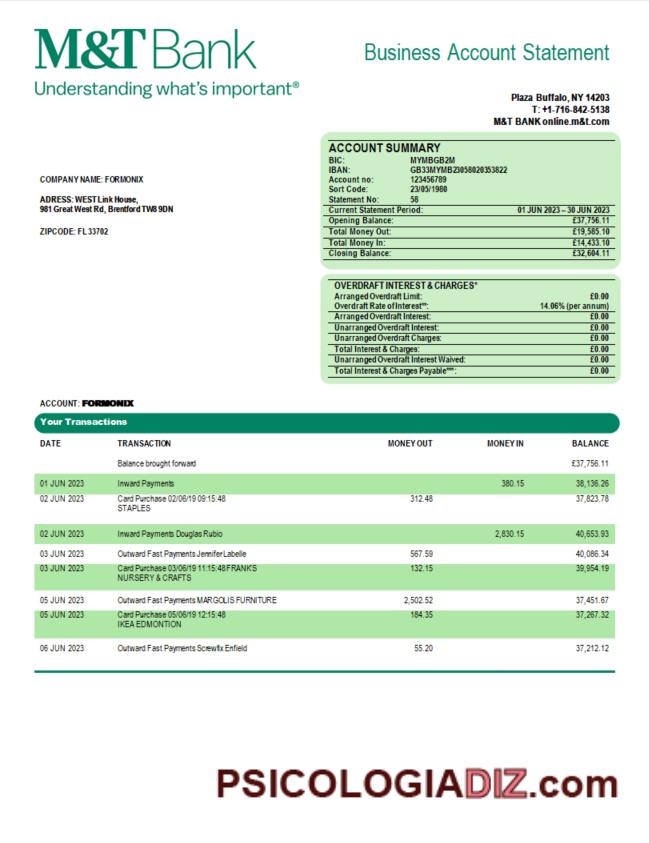 M&T Bank
Understanding what's important®
Business Account Statement
Plaza Buffalo, NY 14203
T: +1-716-842-5138
M&T BANK online.m&t.com
COMPANY NAME: FORMONIX
ADRESS: WEST Link House,
981 Great West Rd, Brentford TW8 9DN
ZIPCODE: FL 33702
ACCOUNT SUMMARY
BIC: MYMBGB2M
IBAN: GB33MYMB23058020353822
Account no: 123456789
Sort Code: 23/05/1980
Statement No: 58
Current Statement Period: 01 JUN 2023 – 30 JUN 2023
Opening Balance: £37,756.11
Total Money Out: £19,585.10
Total Money In: £14,433.10
Closing Balance: £32,604.11
OVERDRAFT INTEREST & CHARGES*
Arranged Overdraft Limit: £0.00
Overdraft Rate of Interest**: 14.06% (per annum)
Arranged Overdraft Interest: £0.00
Unarranged Overdraft Interest: £0.00
Unarranged Overdraft Charges: £0.00
Total Interest & Charges: £0.00
Unarranged Overdraft Interest Waived: £0.00
Total Interest & Charges Payable***: £0.00
ACCOUNT: FORMONIX
Your Transactions
DATE TRANSACTION MONEY OUT MONEY IN BALANCE
Balance brought forward £37,756.11
01 JUN 2023 Inward Payments 380.15 38,136.26
02 JUN 2023 Card Purchase 02/06/19 09:15:48 312.48 37,823.78
STAPLES
02 JUN 2023 Inward Payments Douglas Rubio 2,830.15 40,653.93
03 JUN 2023 Outward Fast Payments Jennifer Labelle 567.59 40,086.34
03 JUN 2023 Card Purchase 03/06/19 11:15:48 FRANKS 132.15 39,954.19
NURSERY & CRAFTS
05 JUN 2023 Outward Fast Payments MARGOLIS FURNITURE 2,502.52 37,451.67
05 JUN 2023 Card Purchase 05/06/19 12:15:48 184.35 37,267.32
IKEA EDMONTION
06 JUN 2023 Outward Fast Payments Screwfix Enfield 55.20 37,212.12
PSICOLOGIADIZ.com